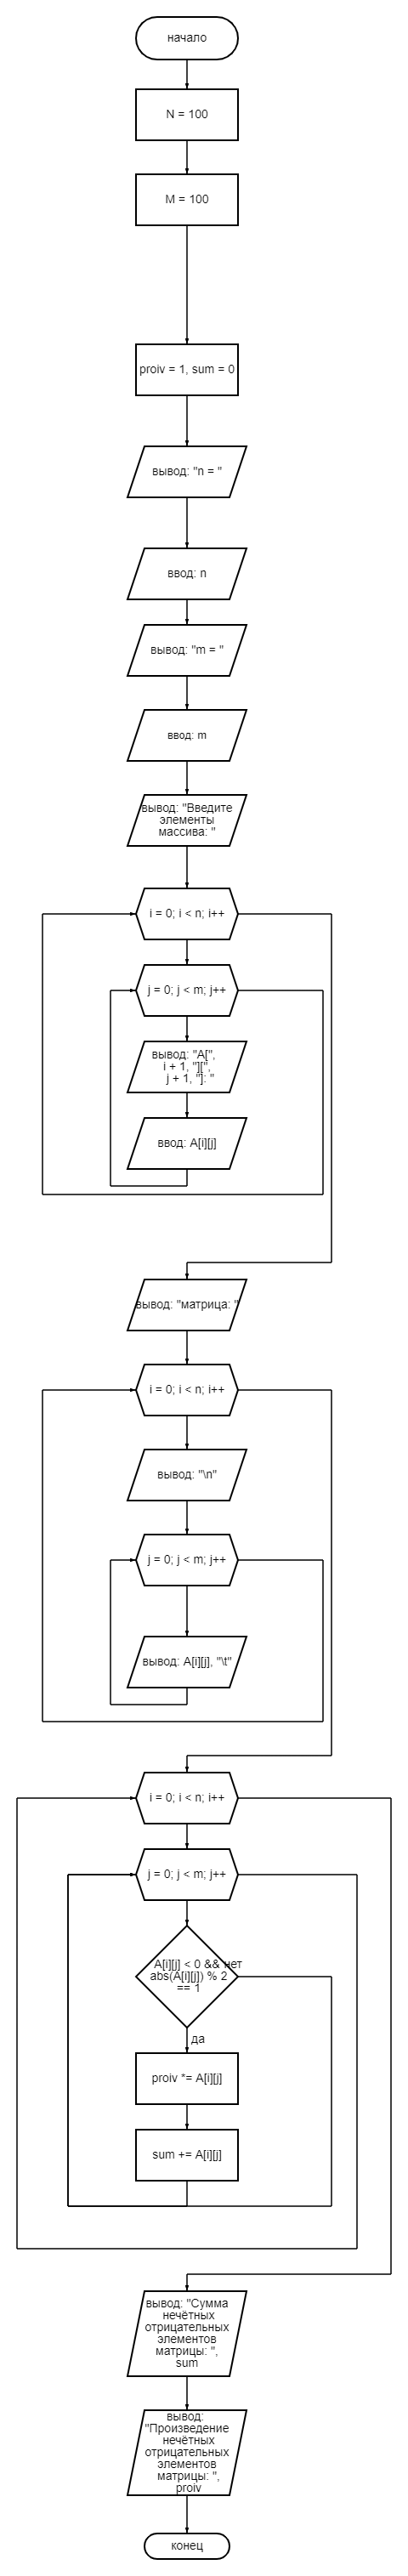 начало
N = 100
M = 100
proiv = 1, sum = 0
вывод: "n = "
ввод: n
вывод: "m = "
ввод: m
вывод: "Введите
элементы
массива: "
i = 0; i < n; i++
j = 0; j < m; j++
вывод: "A[",
i + 1, "][",
j + 1, "]: "
ввод: A[i][j]
вывод: "матрица: "
i = 0; i < n; i++
вывод: "\n"
j = 0; j < m; j++
вывод: A[i][j], "\t"
i = 0; i < n; i++
j = 0; j < m; j++
A[i][j] < 0 &&
abs(A[i][j]) % 2
== 1
нет
да
proiv *= A[i][j]
sum += A[i][j]
вывод: "Сумма
нечётных
отрицательных
элементов
матрицы: ",
sum
вывод:
"Произведение
нечётных
отрицательных
элементов
матрицы: ",
proiv
конец